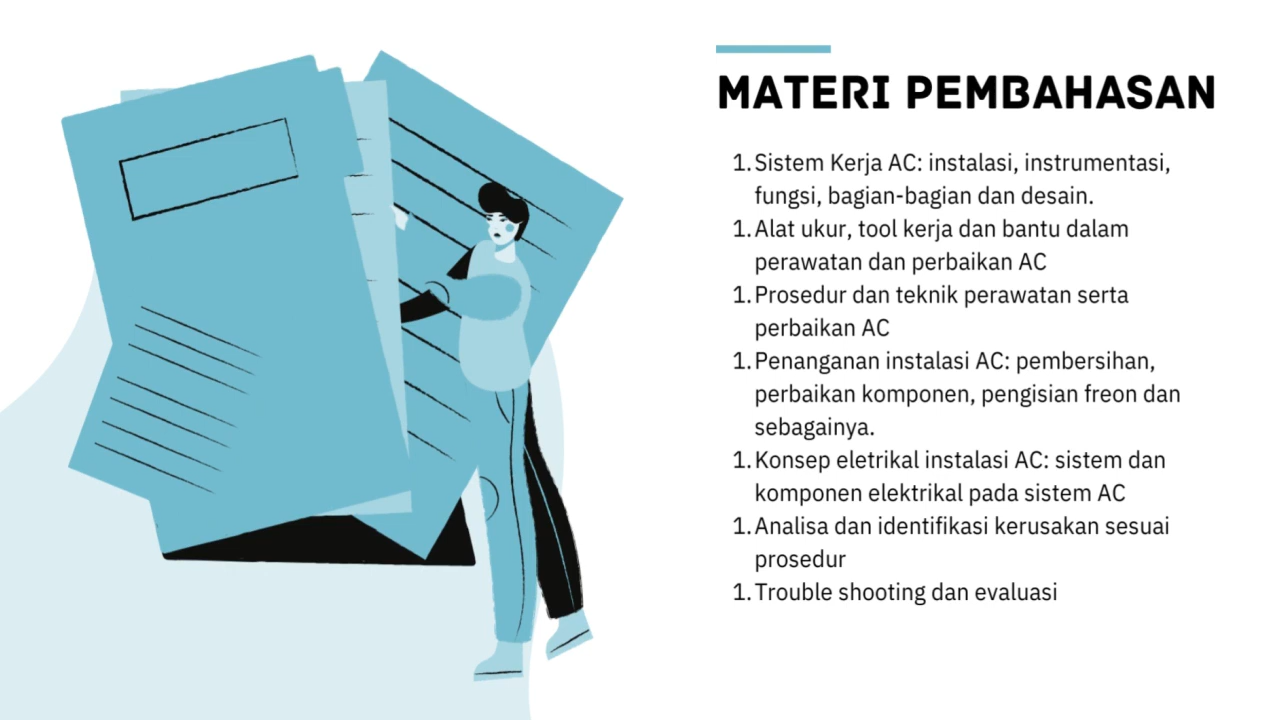 MATERI PEMBAHASAN
1. Sistem Kerja AC: instalasi, instrumentasi,
fungsi, bagian-bagian dan desain.
1. Alat ukur, tool kerja dan bantu dalam
perawatan dan perbaikan AC
1. Prosedur dan teknik perawatan serta
perbaikan AC
1. Penanganan instalasi AC: pembersihan,
perbaikan komponen, pengisian freon dan
sebagainya.
1. Konsep eletrikal instalasi AC: sistem dan
komponen elektrikal pada sistem AC
1. Analisa dan identifikasi kerusakan sesuai
prosedur
1. Trouble shooting dan evaluasi